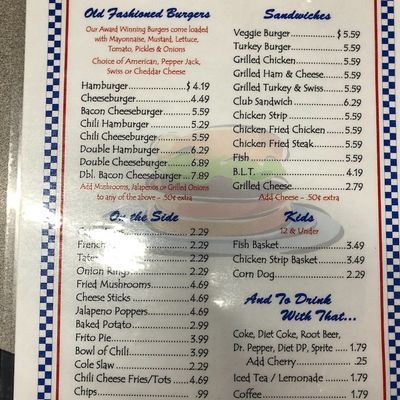 Old Fashioned Burgers
Our Award Winning Burgers come loaded
with Mayonnaise, Mustard, Lettuce,
Tomato, Pickles & Onions
Choice of American, Pepper Jack,
Swiss or Cheddar Cheese
Hamburger $4.19
Cheeseburger 4.49
Bacon Cheeseburger 5.59
Chili Hamburger 5.29
Chili Cheeseburger 5.59
Double Hamburger 6.29
Double Cheeseburger 7.89
Dbl. Bacon Cheeseburger 7.89
Add Mushrooms, Jalapenos or Grilled Onions
to any of the above - 50¢ extra
On the Side
2.29
French 2.29
Tater 2.29
Onion Rings 2.29
Fried Mushrooms 4.69
Cheese Sticks 4.69
Jalapeno Poppers 4.69
Baked Potato 2.99
Frito Pie 3.99
Bowl of Chili 3.99
Cole Slaw 2.29
Chili Cheese Fries/Tots 4.69
Chips .99
Sandwiches
Veggie Burger $5.59
Turkey Burger 5.59
Grilled Chicken 5.59
Grilled Ham & Cheese 5.59
Grilled Turkey & Swiss 5.59
Club Sandwich 6.29
Chicken Strip 5.59
Chicken Fried Chicken 5.59
Chicken Fried Steak 5.59
Fish 5.59
B.L.T. 4.19
Grilled Cheese 2.79
Add Cheese - .50¢ extra
Kids
12 & Under
Fish Basket 3.49
Chicken Strip Basket 3.49
Corn Dog 2.29
And To Drink
With That...
Coke, Diet Coke, Root Beer,
Dr. Pepper, Diet DP, Sprite 1.79
Add Cherry .25
Iced Tea / Lemonade 1.79
Coffee 1.79